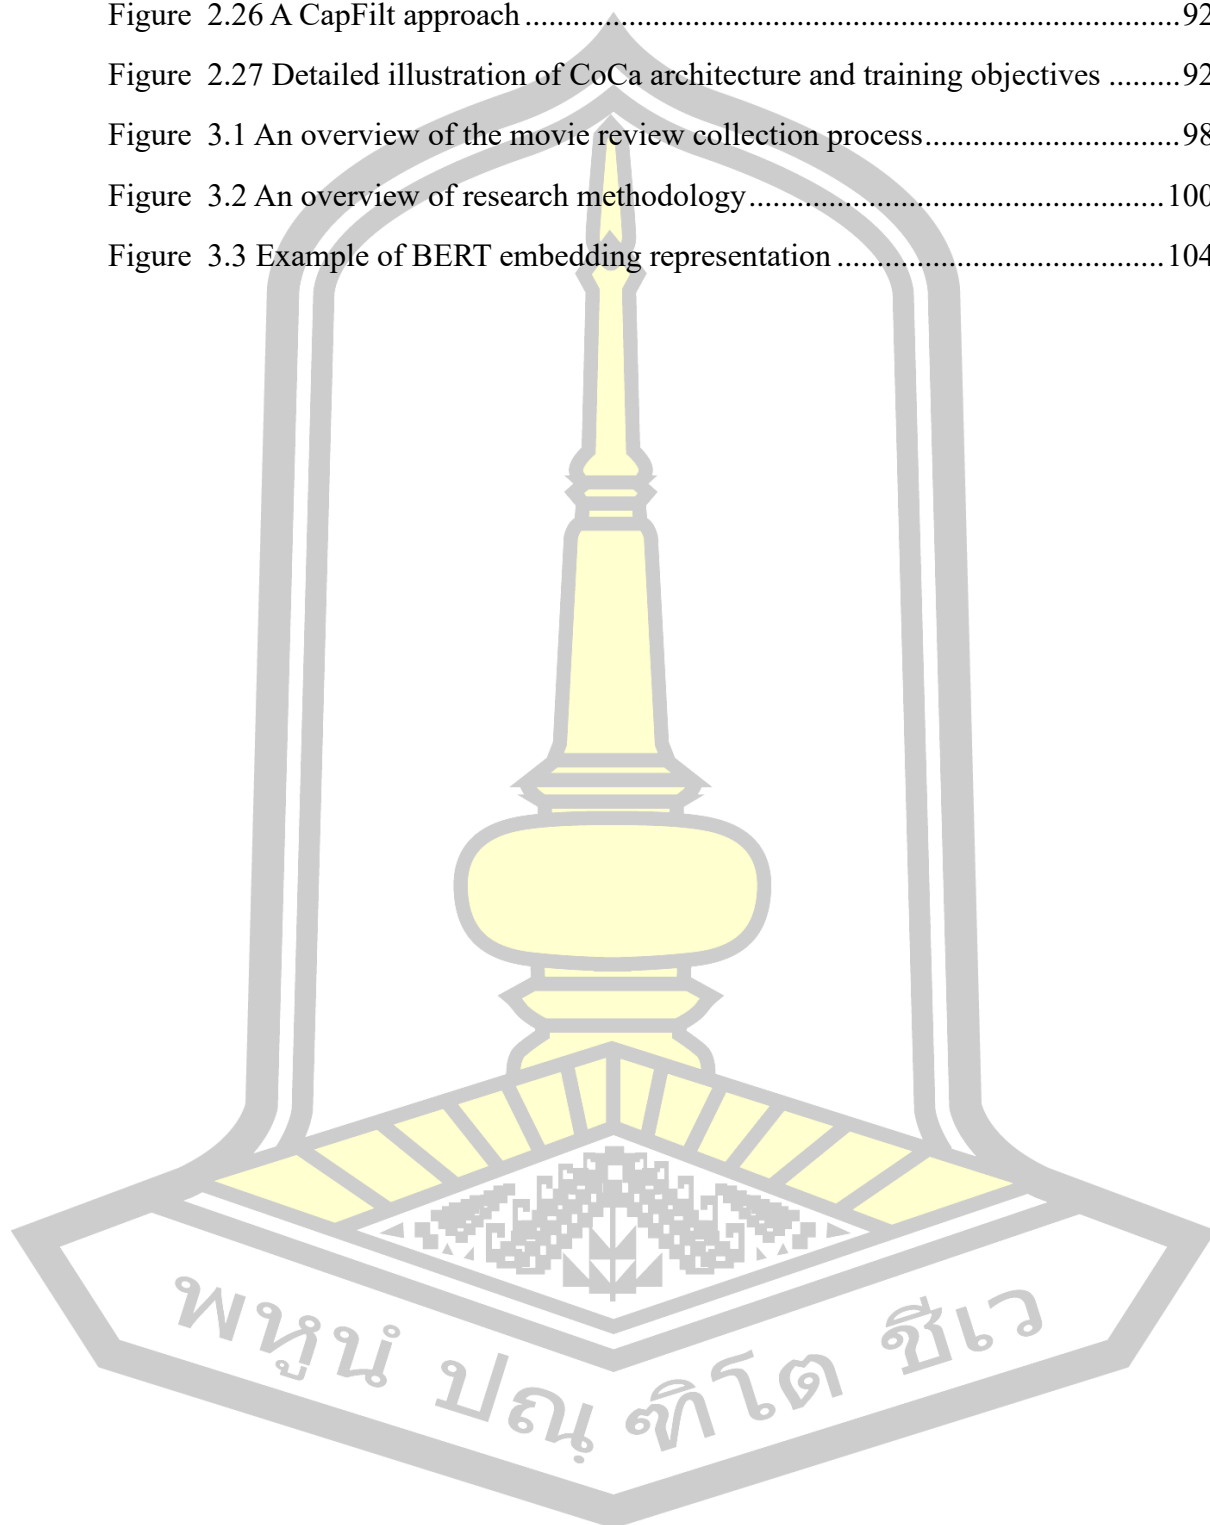 Figure 2.26 A CapFilt approach...............................................................................92
Figure 2.27 Detailed illustration of CoCa architecture and training objectives .........92
Figure 3.1 An overview of the movie review collection process...............................98
Figure 3.2 An overview of research methodology..................................................100
Figure 3.3 Example of BERT embedding representation ........................................104
พหูนํ ปณฺ ฑิโต ชีเว